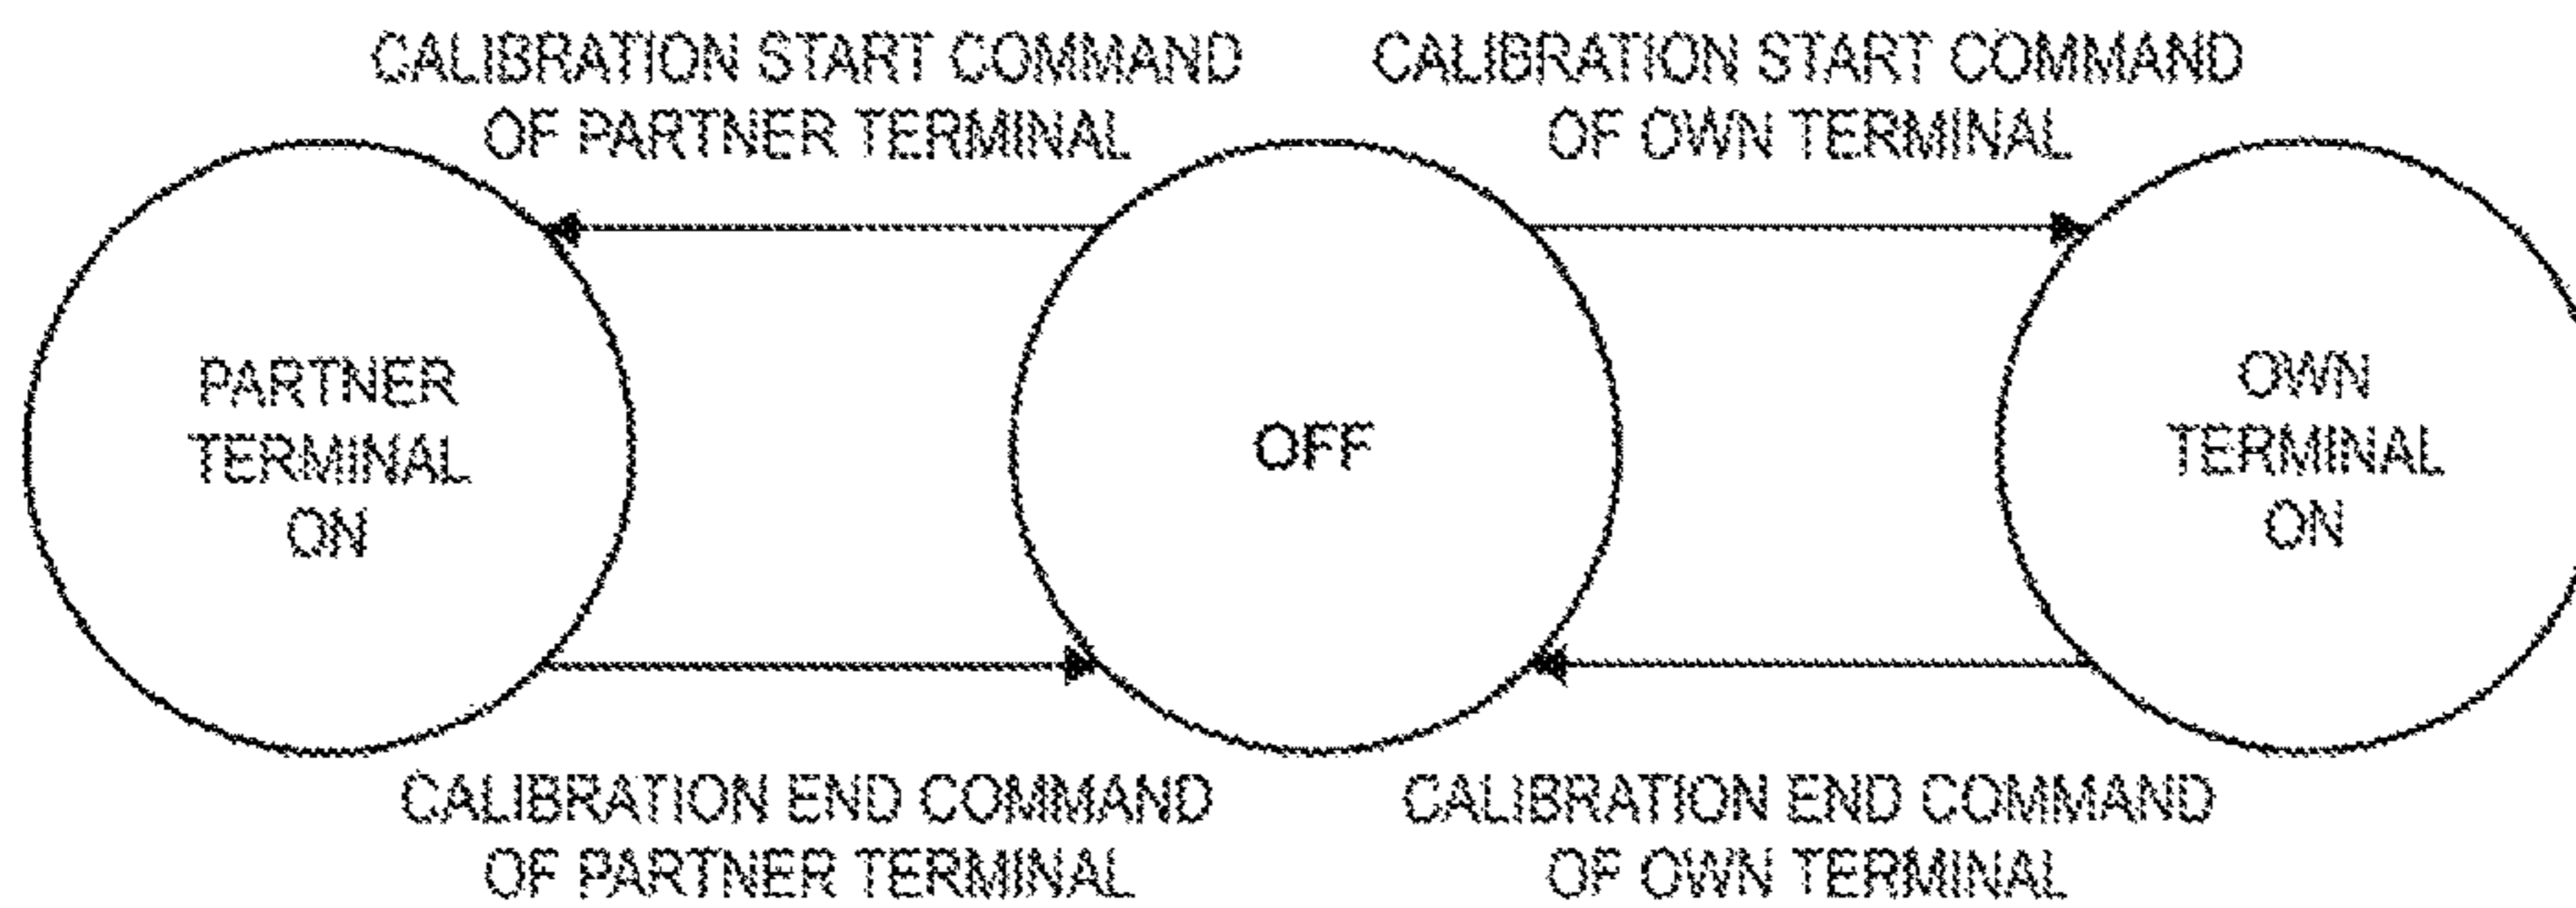 CALIBRATION START COMMAND
OF PARTNER TERMINAL
CALIBRATION START COMMAND
OF OWN TERMINAL
PARTNER
TERMINAL
ON
OFF
OWN
TERMINAL
ON
CALIBRATION END COMMAND
OF PARTNER TERMINAL
CALIBRATION END COMMAND
OF OWN TERMINAL